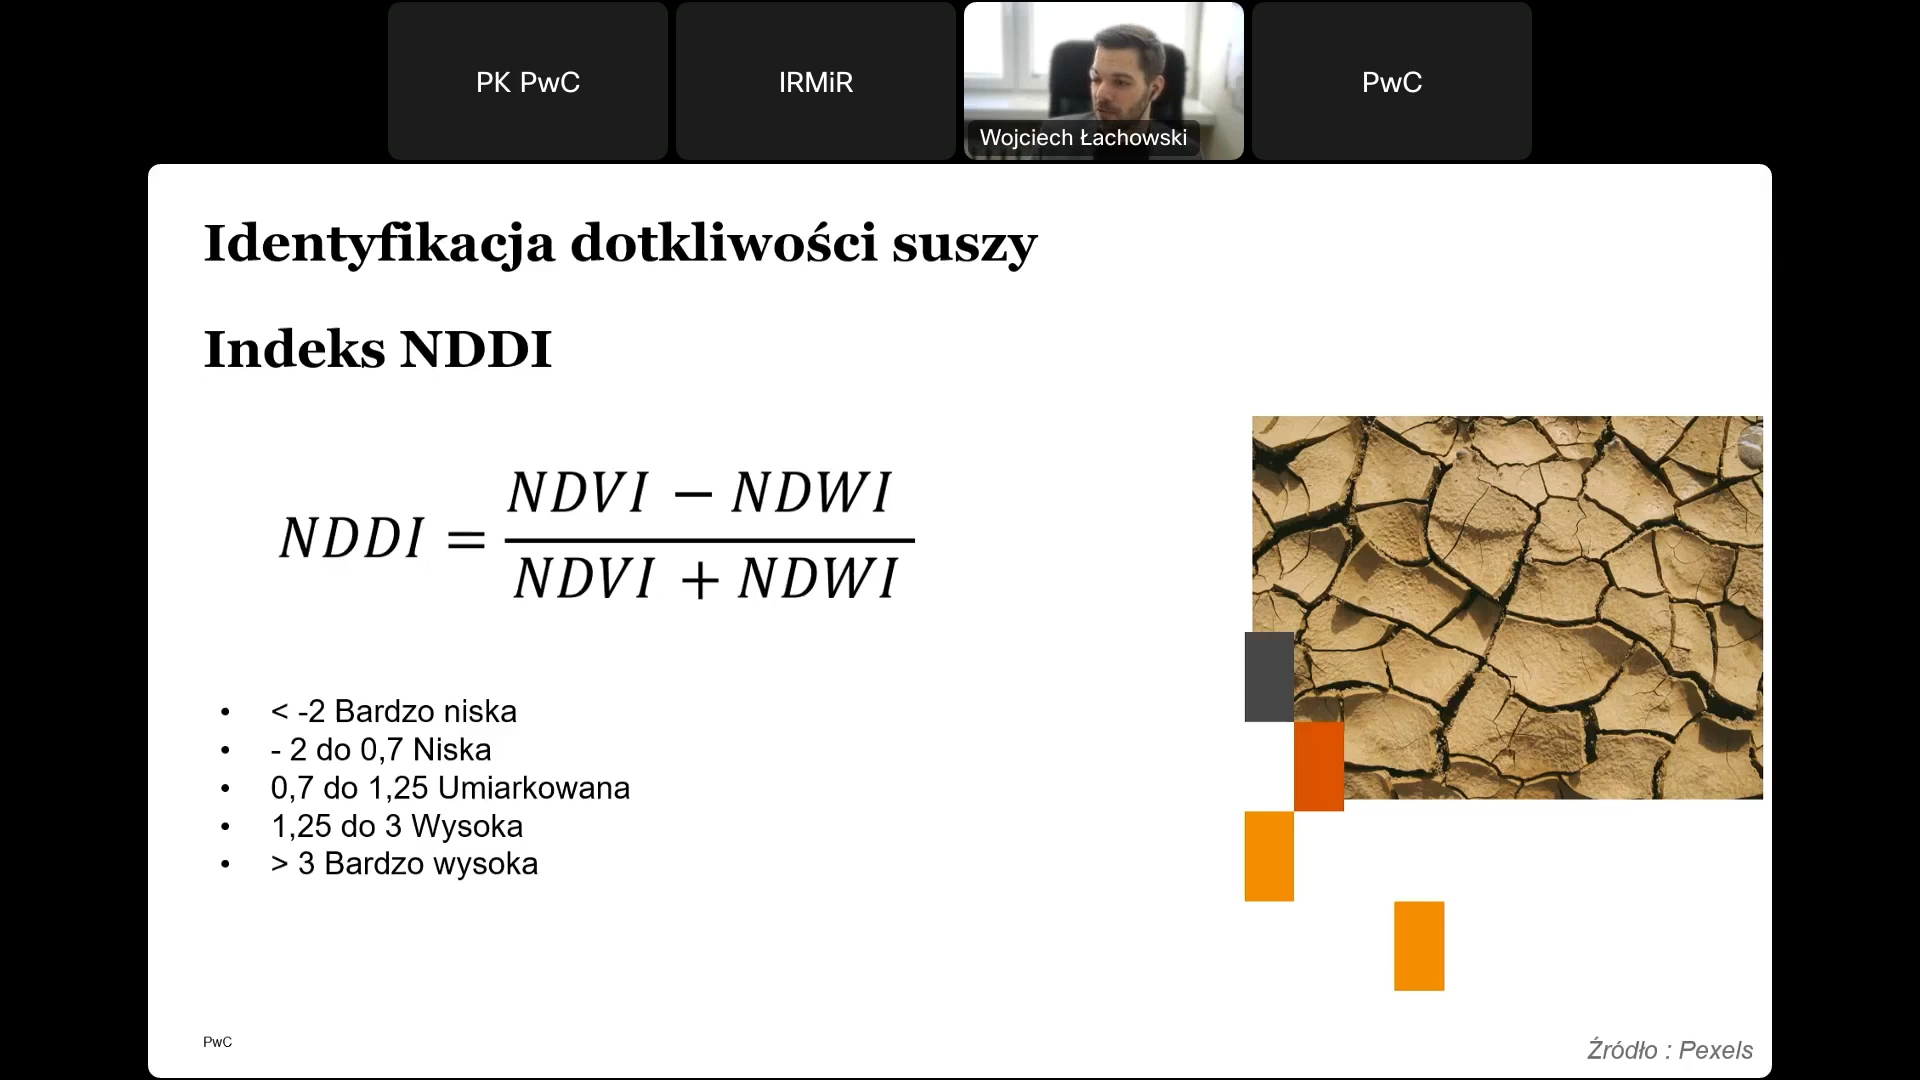 PK PwC
IRMiR
Wojciech Łachowski
PwC
Identyfikacja dotkliwości suszy
Indeks NDDI
NDDI = (NDVI − NDWI) / (NDVI + NDWI)
• < -2 Bardzo niska
• - 2 do 0,7 Niska
• 0,7 do 1,25 Umiarkowana
• 1,25 do 3 Wysoka
• > 3 Bardzo wysoka
PwC
Źródło : Pexels